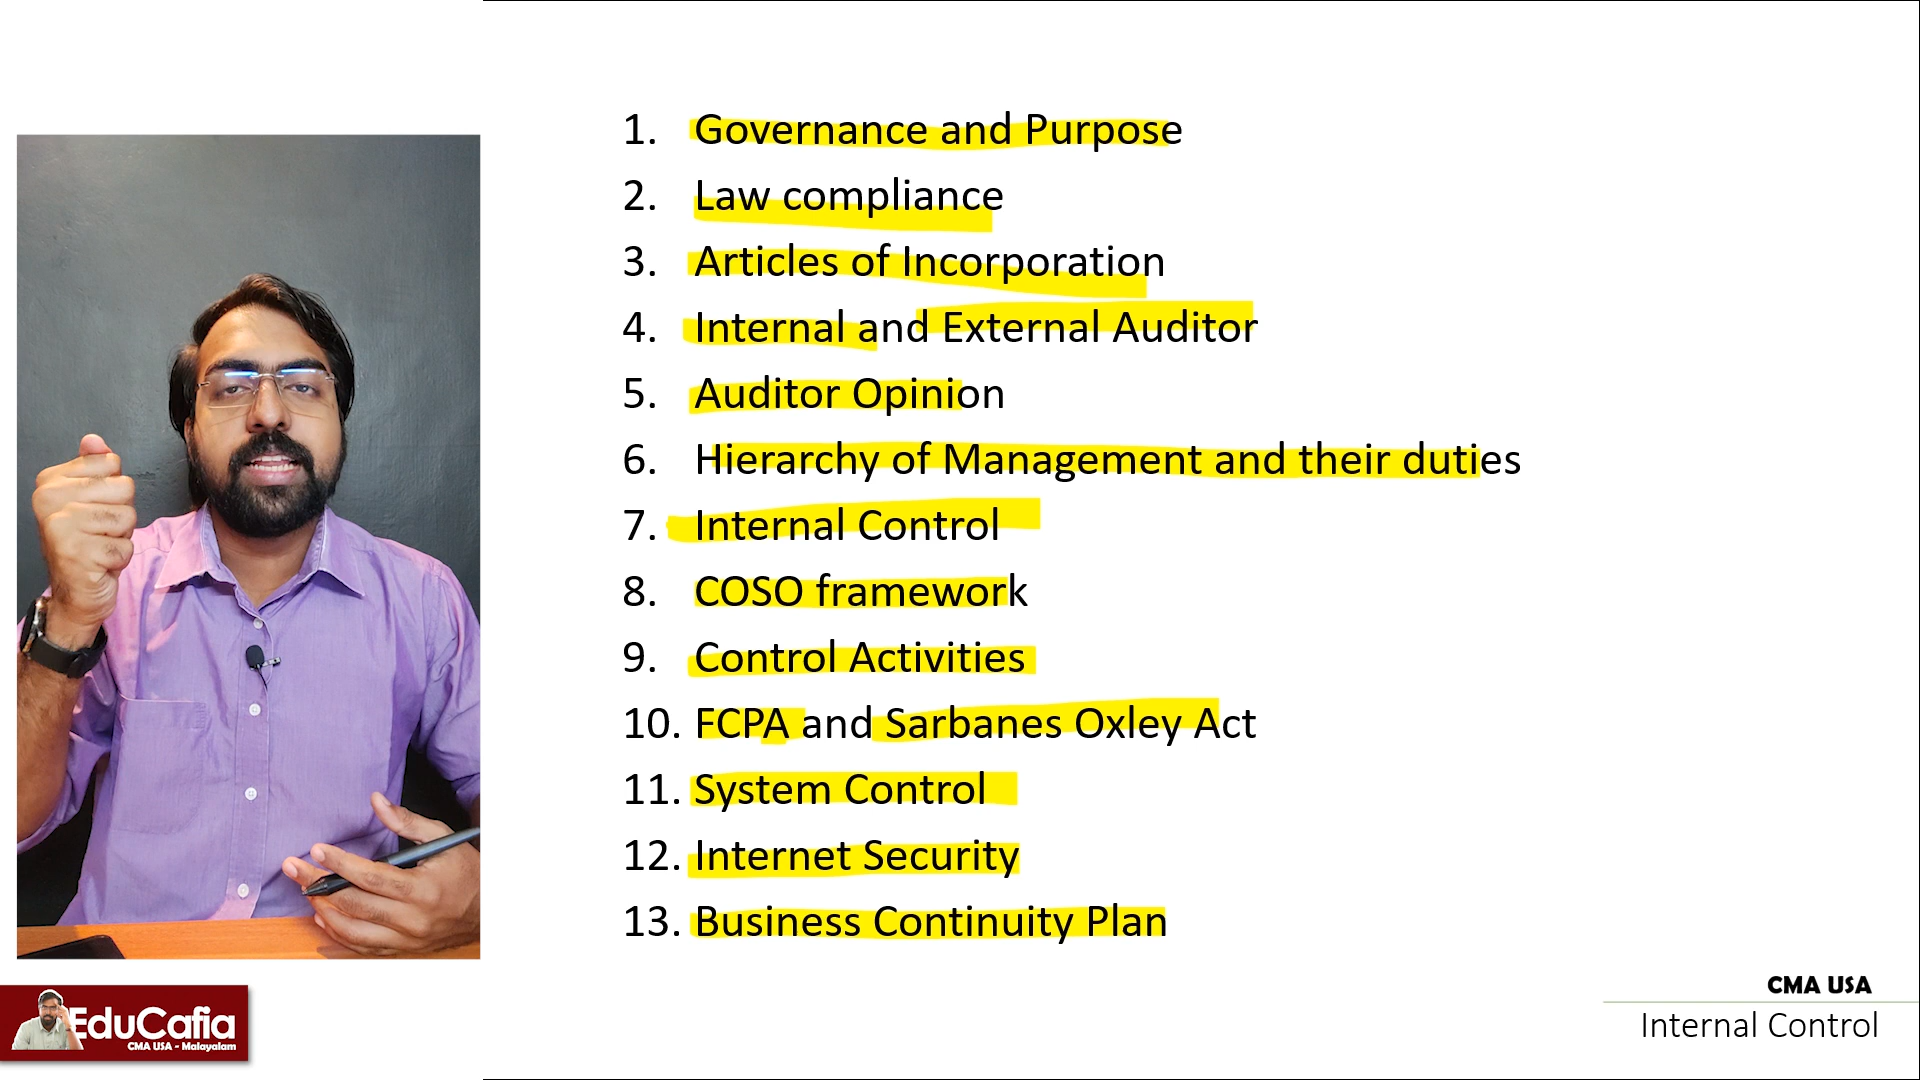 1. Governance and Purpose
2. Law compliance
3. Articles of Incorporation
4. Internal and External Auditor
5. Auditor Opinion
6. Hierarchy of Management and their duties
7. Internal Control
8. COSO framework
9. Control Activities
10. FCPA and Sarbanes Oxley Act
11. System Control
12. Internet Security
13. Business Continuity Plan
EduCafia
CMA USA - Malayalam
CMA USA
Internal Control